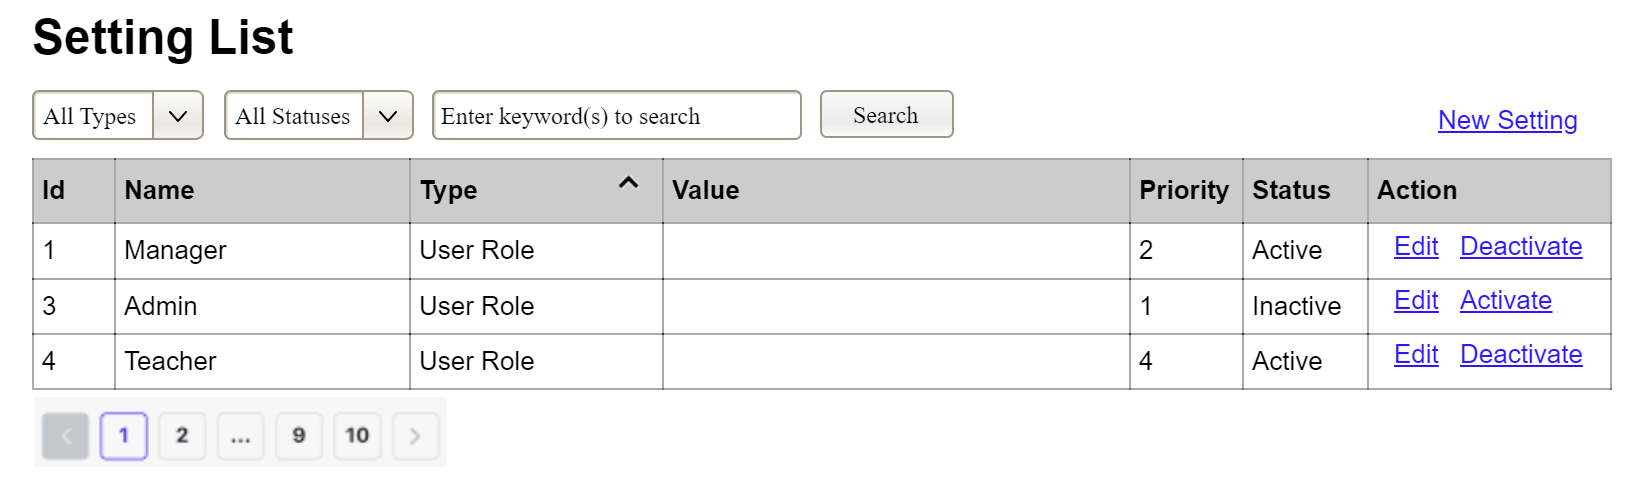 Setting List
All Types All Statuses Enter keyword(s) to search Search New Setting
Id Name Type Value Priority Status Action
1 Manager User Role 2 Active Edit Deactivate
3 Admin User Role 1 Inactive Edit Activate
4 Teacher User Role 4 Active Edit Deactivate
< 1 2 ... 9 10 >